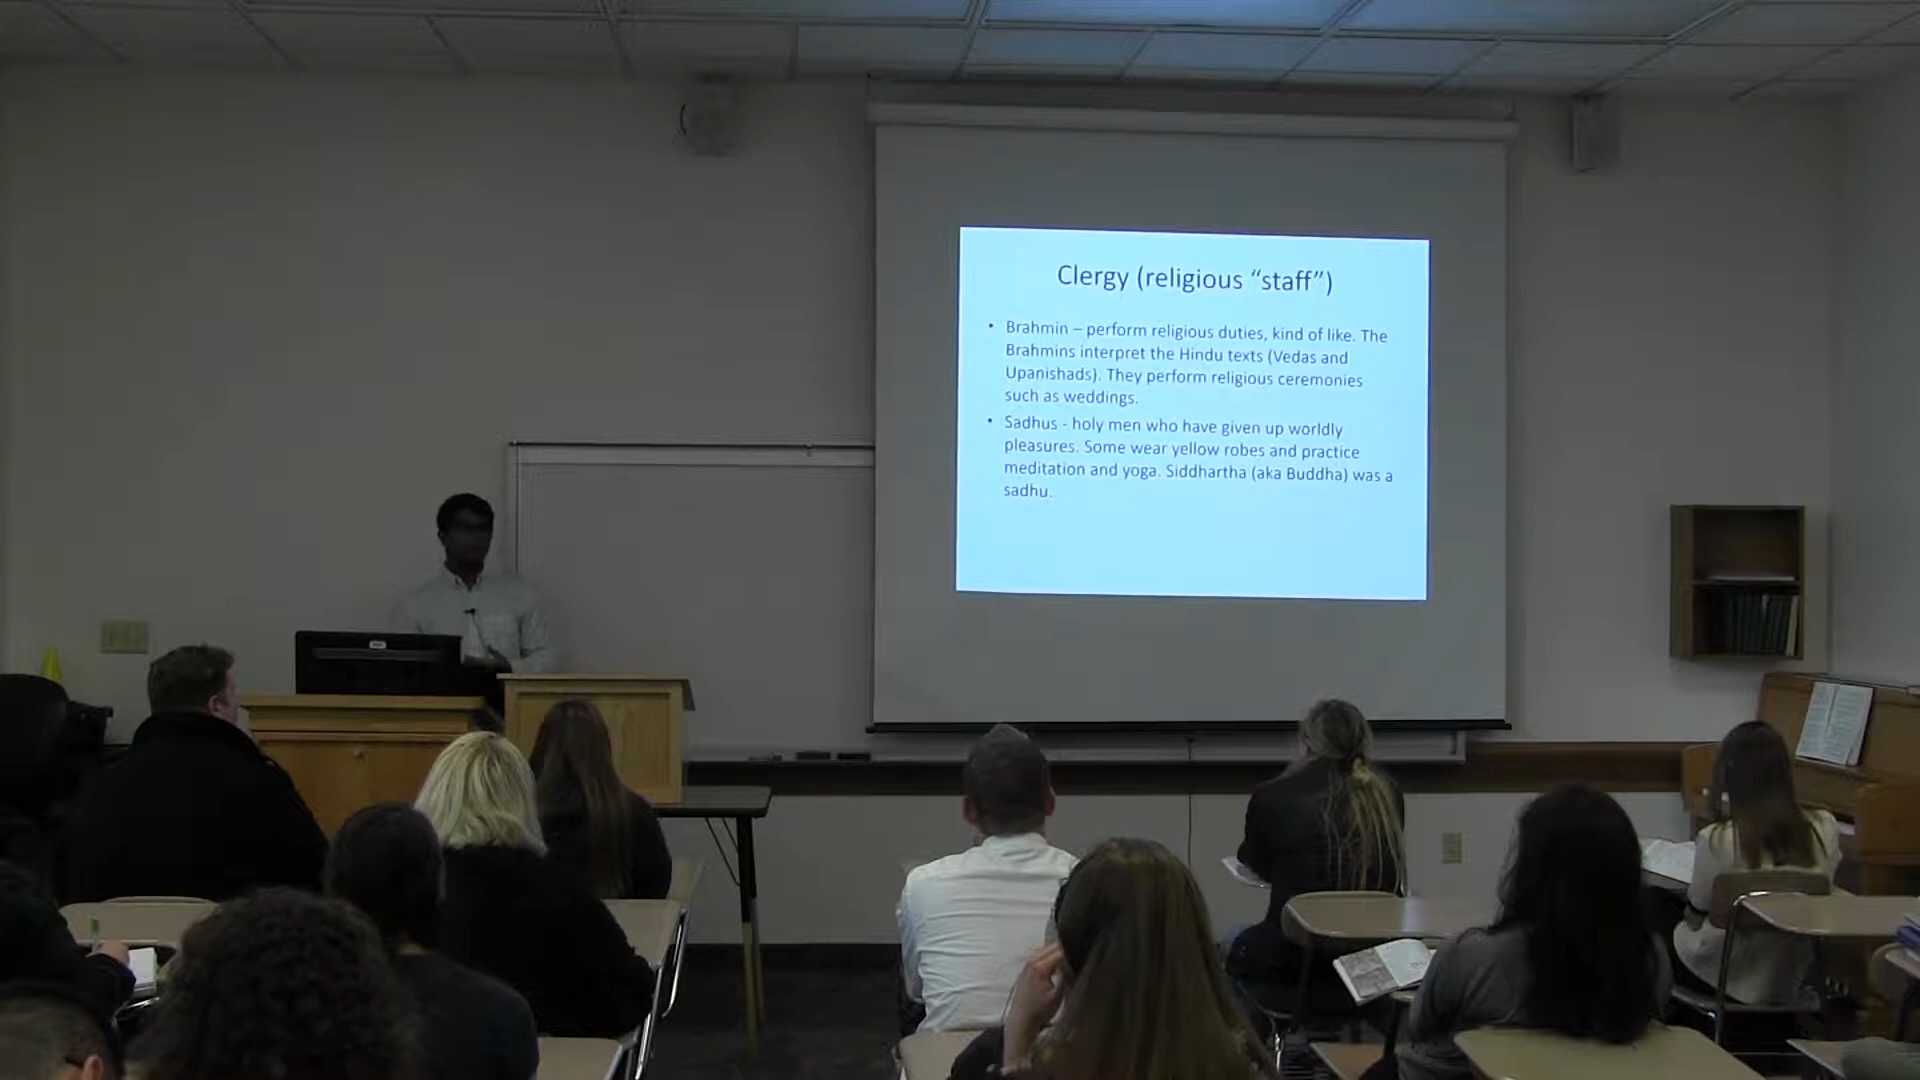 Clergy (religious “staff”)
• Brahmin – perform religious duties, kind of like. The
Brahmins interpret the Hindu texts (Vedas and
Upanishads). They perform religious ceremonies
such as weddings.
• Sadhus - holy men who have given up worldly
pleasures. Some wear yellow robes and practice
meditation and yoga. Siddhartha (aka Buddha) was a
sadhu.